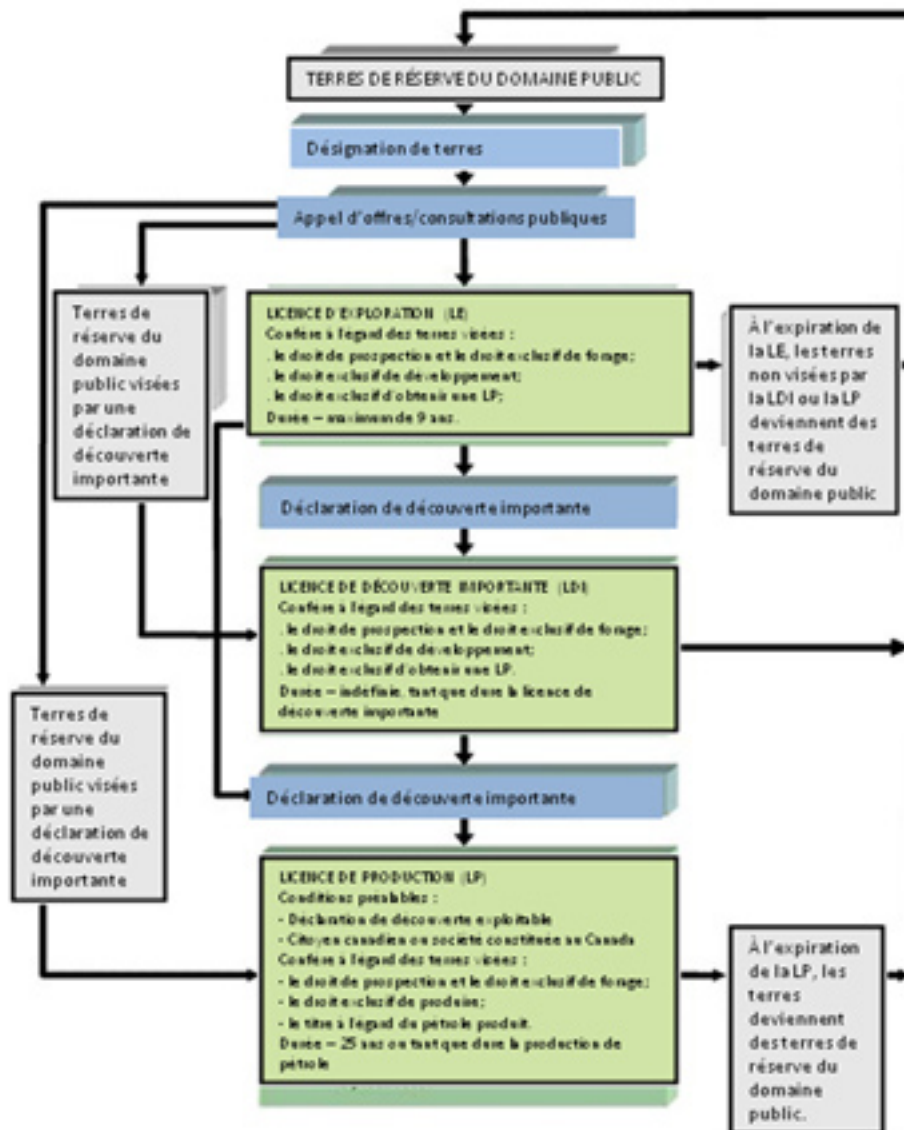 TERRES DE RÉSERVE DU DOMAINE PUBLIC
Désignation de terres
Appel d'offres/consultations publiques
Terres de
réserve du
domaine
public visées
par une
déclaration de
découverte
importante
LICENCE D'EXPLORATION (LE)
Confère à l'égard des terres visées :
. le droit de prospection et le droit exclusif de forage;
. le droit exclusif de développement;
. le droit exclusif d'obtenir une LP;
Durée – maximum de 9 ans.
À l'expiration de
la LE, les terres
non visées par
la LDI ou la LP
deviennent des
terres de
réserve du
domaine public
Déclaration de découverte importante
LICENCE DE DÉCOUVERTE IMPORTANTE (LDI)
Confère à l'égard des terres visées :
. le droit de prospection et le droit exclusif de forage;
. le droit exclusif de développement;
. le droit exclusif d'obtenir une LP.
Durée – indéfinie, tant que dure la licence de
découverte importante
Terres de
réserve du
domaine
public visées
par une
déclaration de
découverte
importante
Déclaration de découverte importante
LICENCE DE PRODUCTION (LP)
Conditions préalables :
- Déclaration de découverte exploitable
- Citoyen canadien ou société constituée au Canada
Confère à l'égard des terres visées :
- le droit de prospection et le droit exclusif de forage;
- le droit exclusif de produire;
- le titre à l'égard du pétrole produit.
Durée – 25 ans ou tant que dure la production de
pétrole
À l'expiration
de la LP, les
terres
deviennent
des terres de
réserve du
domaine
public.